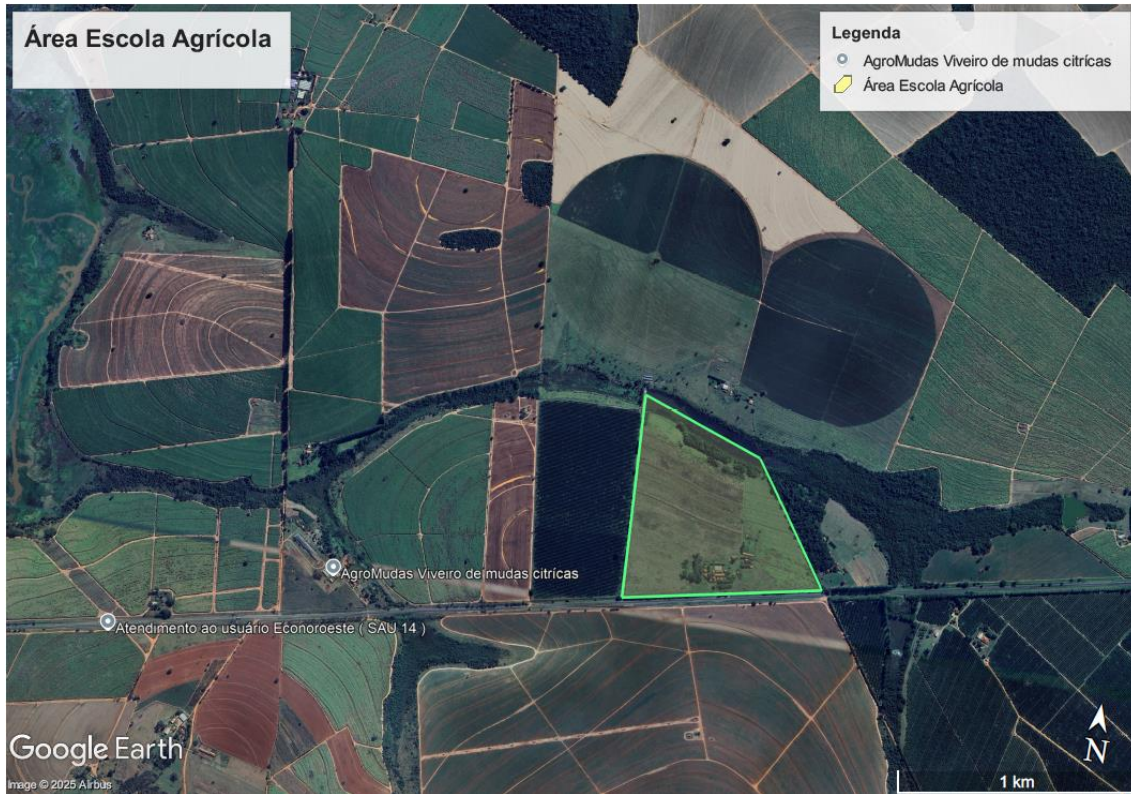 Área Escola Agrícola
Legenda
AgroMudas Viveiro de mudas citrícas
Área Escola Agrícola
AgroMudas Viveiro de mudas citrícas
Atendimento ao usuário Econoroeste ( SAU 14 )
Google Earth
Image © 2025 Airbus
N
1 km